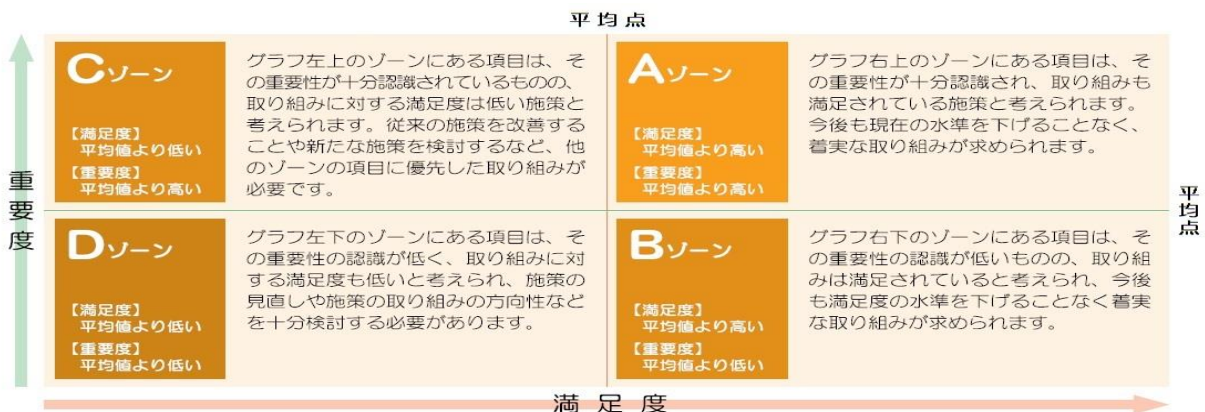 平均点
重要度
Cゾーン
【満足度】
平均値より低い
【重要度】
平均値より高い
グラフ左上のゾーンにある項目は、そ
の重要性が十分認識されているものの、
取り組みに対する満足度は低い施策と
考えられます。従来の施策を改善する
ことや新たな施策を検討するなど、他
のゾーンの項目に優先した取り組みが
必要です。
Aゾーン
【満足度】
平均値より高い
【重要度】
平均値より高い
グラフ右上のゾーンにある項目は、そ
の重要性が十分認識され、取り組みも
満足されている施策と考えられます。
今後も現在の水準を下げることなく、
着実な取り組みが求められます。
平均点
Dゾーン
【満足度】
平均値より低い
【重要度】
平均値より低い
グラフ左下のゾーンにある項目は、そ
の重要性の認識が低く、取り組みに対
する満足度も低いと考えられ、施策の
見直しや施策の取り組みの方向性など
を十分検討する必要があります。
Bゾーン
【満足度】
平均値より高い
【重要度】
平均値より低い
グラフ右下のゾーンにある項目は、そ
の重要性の認識が低いものの、取り組
みは満足されていると考えられ、今後
も満足度の水準を下げることなく着実
な取り組みが求められます。
満足度